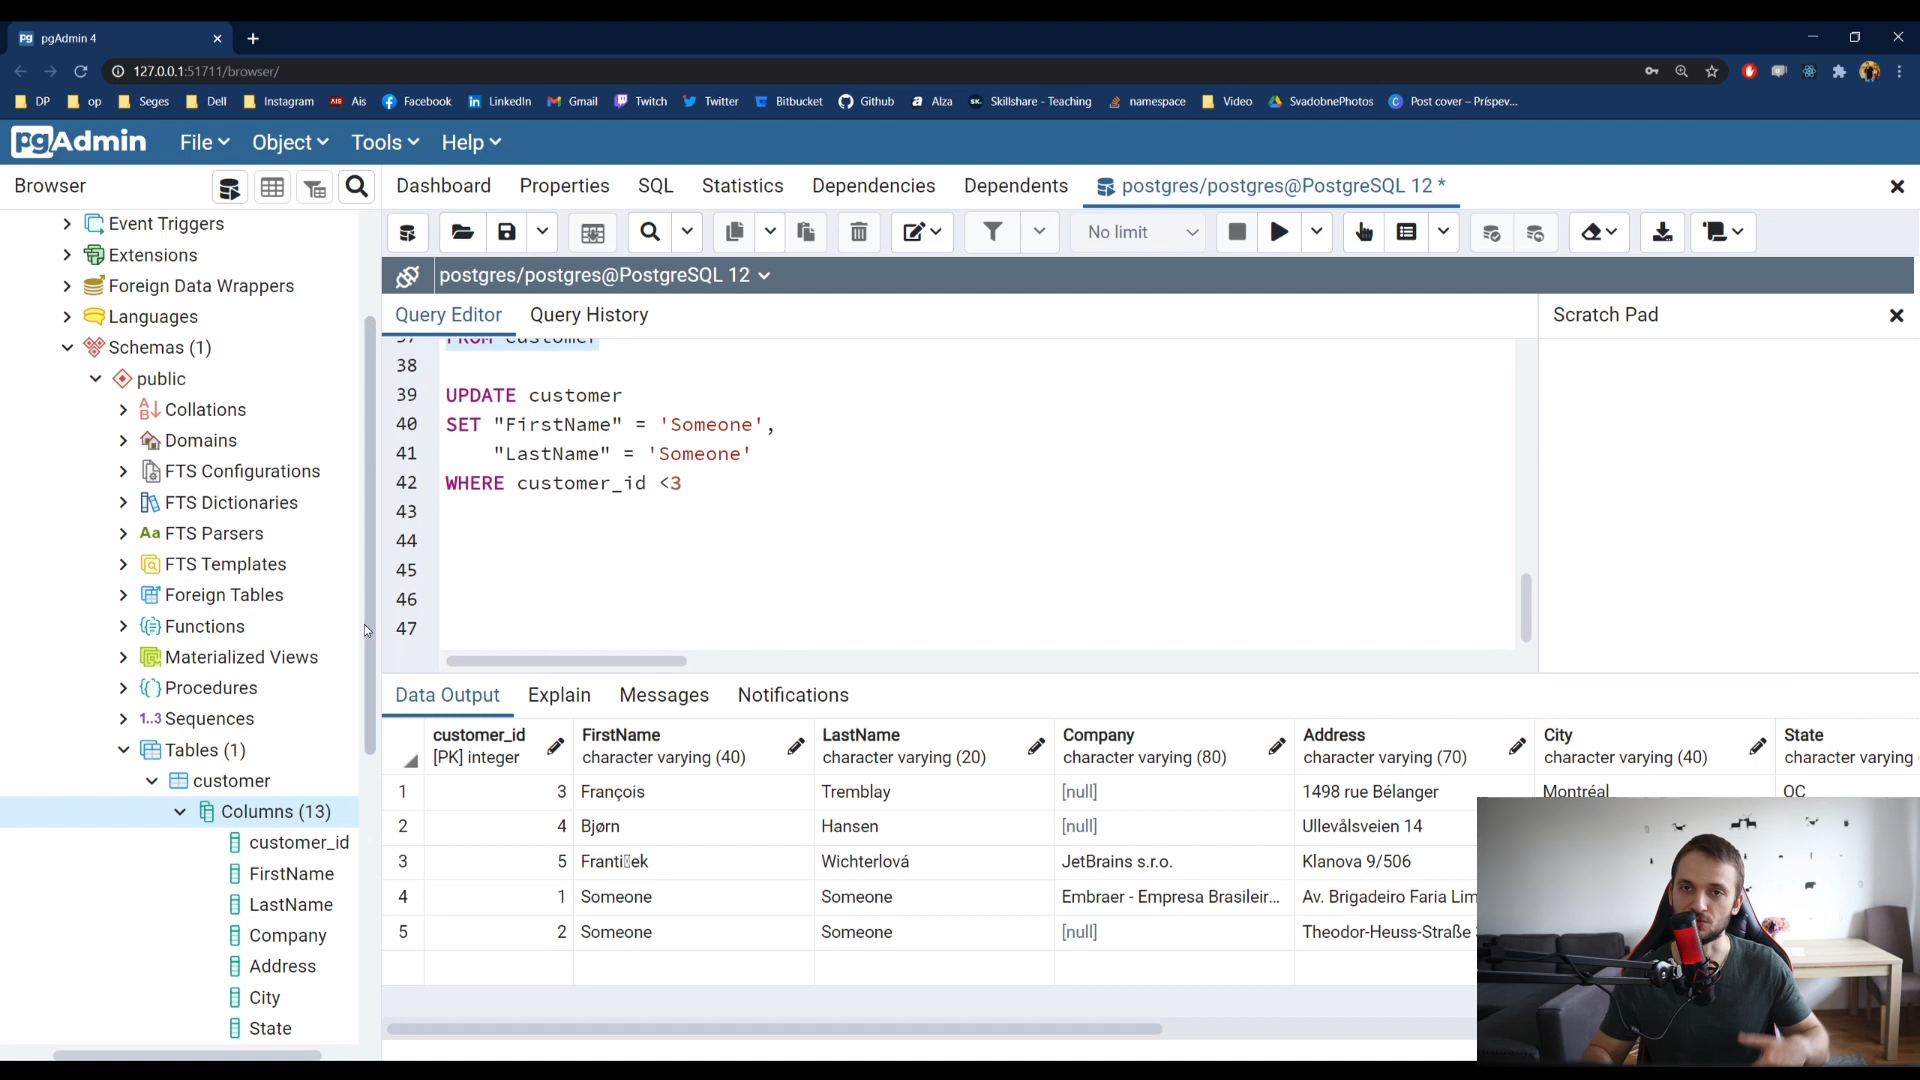 pgAdmin 4
127.0.0.1:51711/browser/
DP op Seges Dell Instagram Ais Facebook LinkedIn Gmail Twitch Twitter Bitbucket Github Alza Skillshare - Teaching namespace Video SvadobnePhotos Post cover – Príspev...
pgAdmin File Object Tools Help
Browser
Dashboard Properties SQL Statistics Dependencies Dependents postgres/postgres@PostgreSQL 12 *
No limit
postgres/postgres@PostgreSQL 12
Query Editor Query History
Scratch Pad
Event Triggers
Extensions
Foreign Data Wrappers
Languages
Schemas (1)
public
Collations
Domains
FTS Configurations
FTS Dictionaries
Aa FTS Parsers
FTS Templates
Foreign Tables
Functions
Materialized Views
Procedures
1..3 Sequences
Tables (1)
customer
Columns (13)
customer_id
FirstName
LastName
Company
Address
City
State
37 FROM customer
38
39 UPDATE customer
40 SET "FirstName" = 'Someone',
41 "LastName" = 'Someone'
42 WHERE customer_id <3
43
44
45
46
47
Data Output Explain Messages Notifications
customer_id FirstName LastName Company Address City State
[PK] integer character varying (40) character varying (20) character varying (80) character varying (70) character varying (40) character varying
1 3 François Tremblay [null] 1498 rue Bélanger Montréal QC
2 4 Bjørn Hansen [null] Ullevålsveien 14
3 5 Franti▯ek Wichterlová JetBrains s.r.o. Klanova 9/506
4 1 Someone Someone Embraer - Empresa Brasileir... Av. Brigadeiro Faria Lim
5 2 Someone Someone [null] Theodor-Heuss-Straße